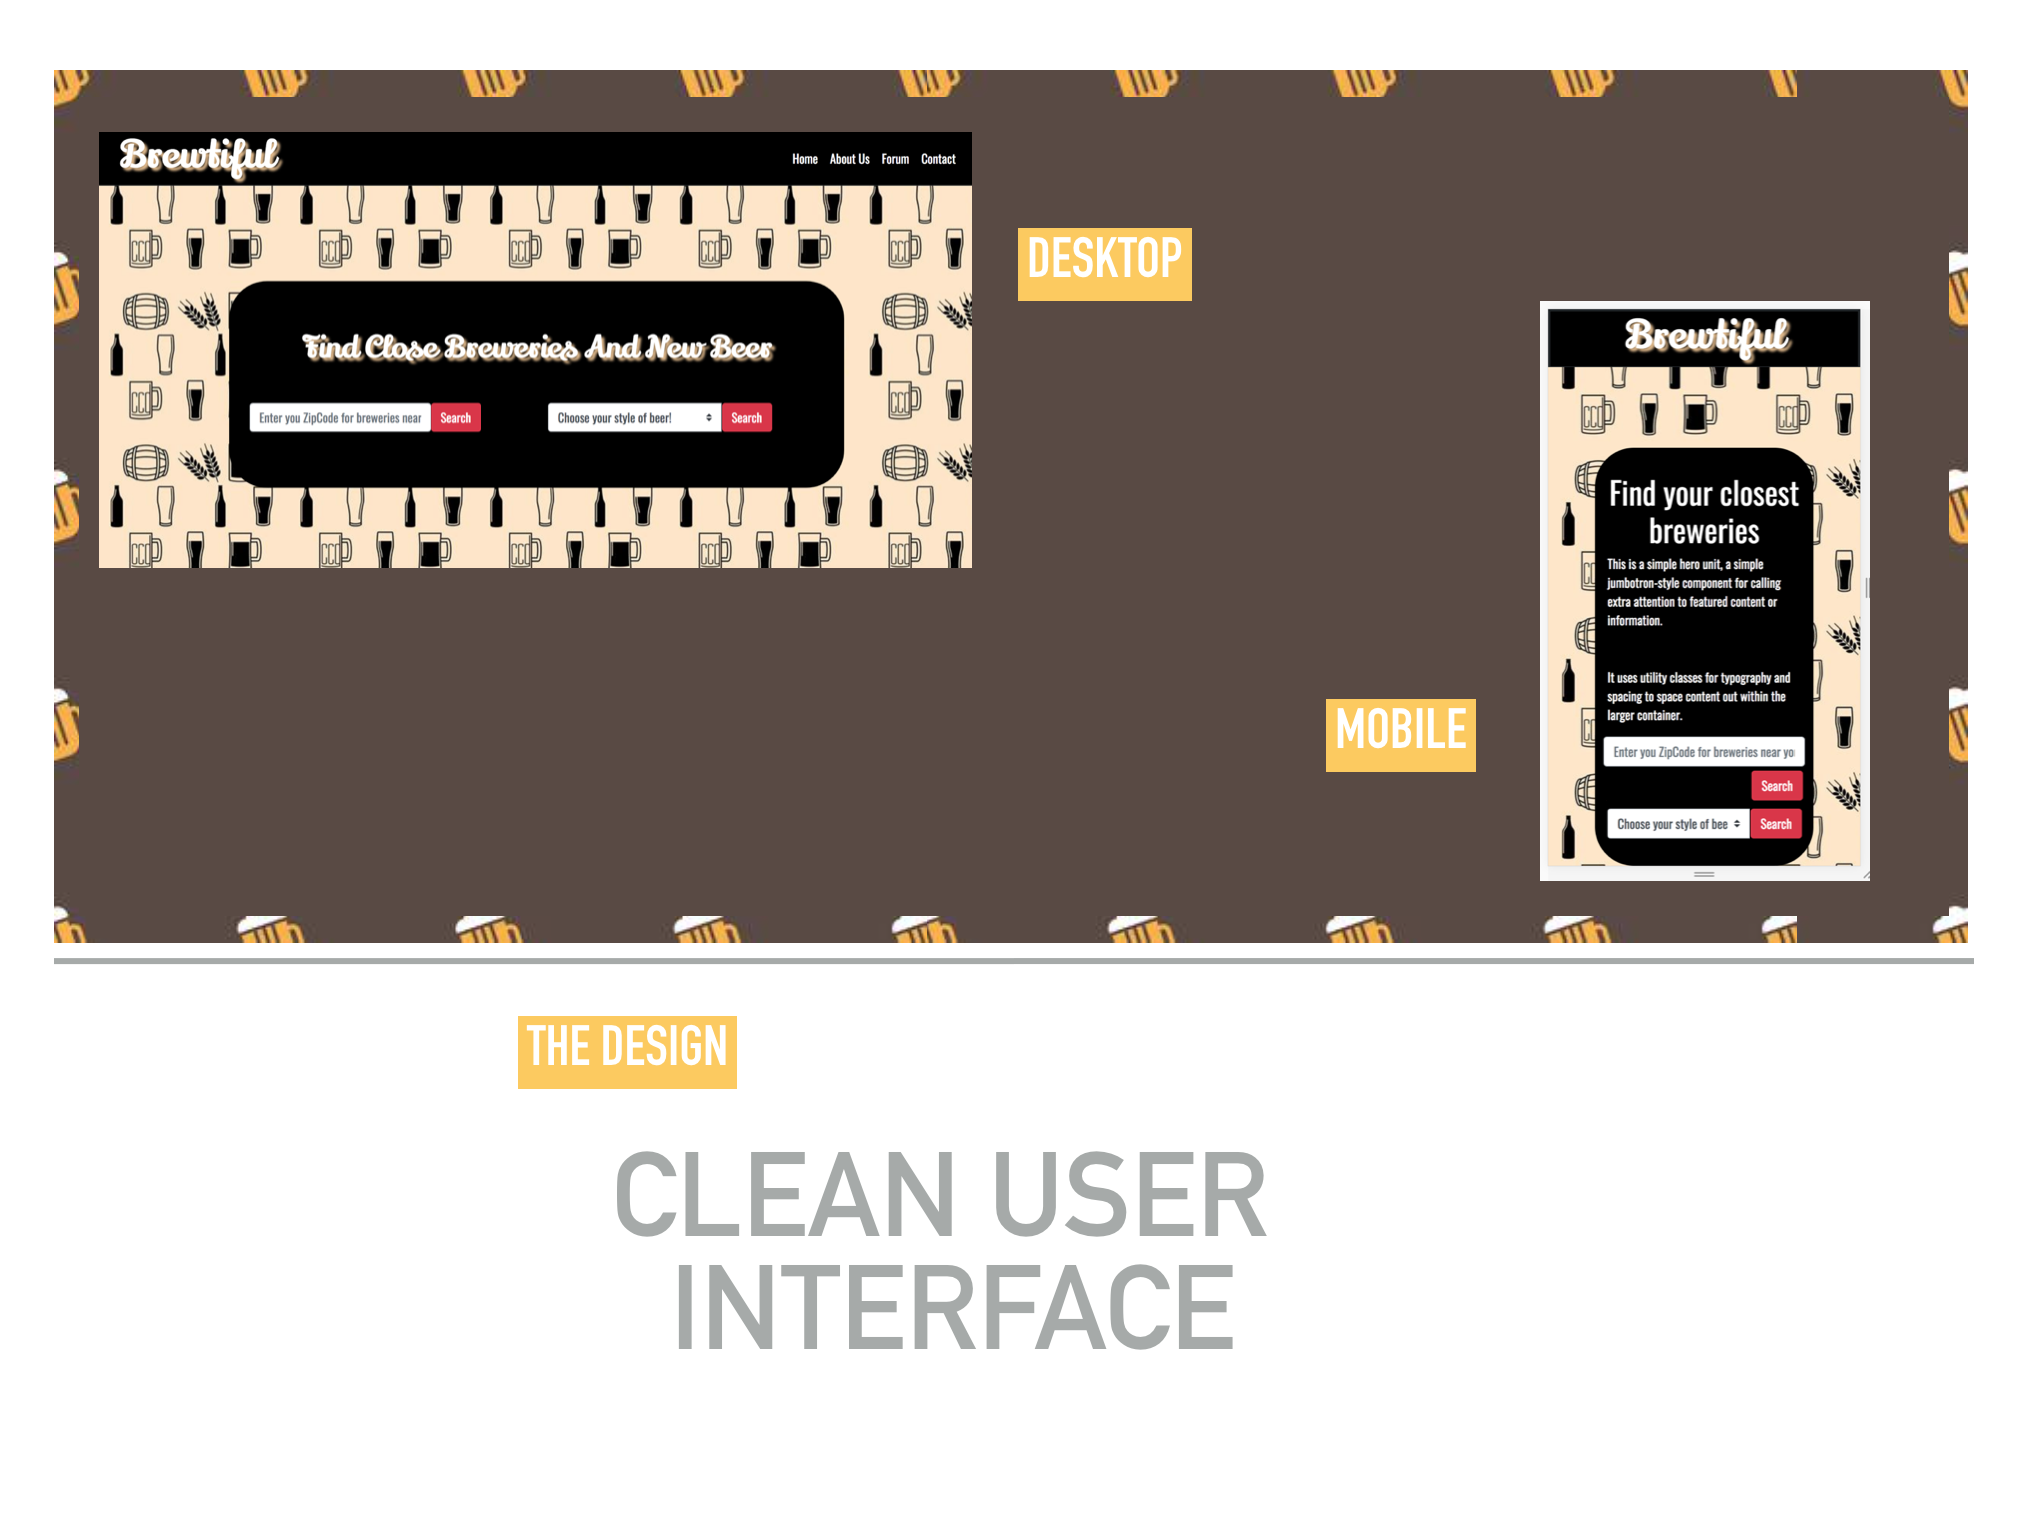 Brewtiful
Home About Us Forum Contact
Find Close Breweries And New Beer
Enter you ZipCode for breweries near
Search
Choose your style of beer!
Search
DESKTOP
Brewtiful
Find your closest
breweries
This is a simple hero unit, a simple
jumbotron-style component for calling
extra attention to featured content or
information.
It uses utility classes for typography and
spacing to space content out within the
larger container.
Enter you ZipCode for breweries near yo
Search
Choose your style of bee
Search
MOBILE
THE DESIGN
CLEAN USER
INTERFACE